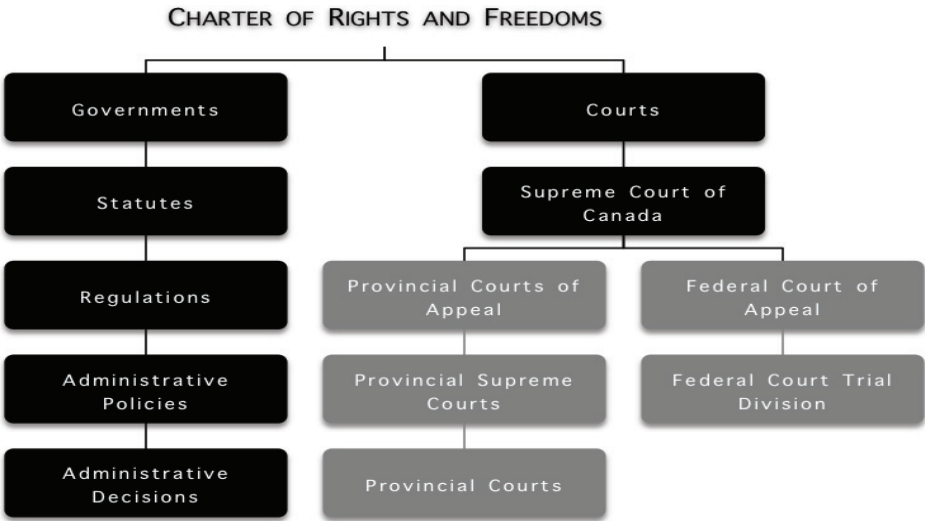 CHARTER OF RIGHTS AND FREEDOMS
Governments
Courts
Statutes
Supreme Court of
Canada
Regulations
Provincial Courts of
Appeal
Federal Court of
Appeal
Administrative
Policies
Provincial Supreme
Courts
Federal Court Trial
Division
Administrative
Decisions
Provincial Courts